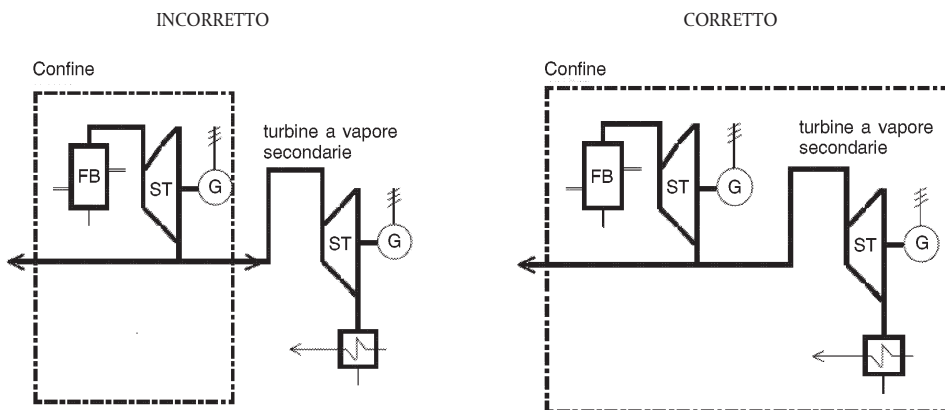 INCORRETTO
CORRETTO
Confine
turbine a vapore
secondarie
FB
ST
G
ST
G
Confine
turbine a vapore
secondarie
FB
ST
G
ST
G